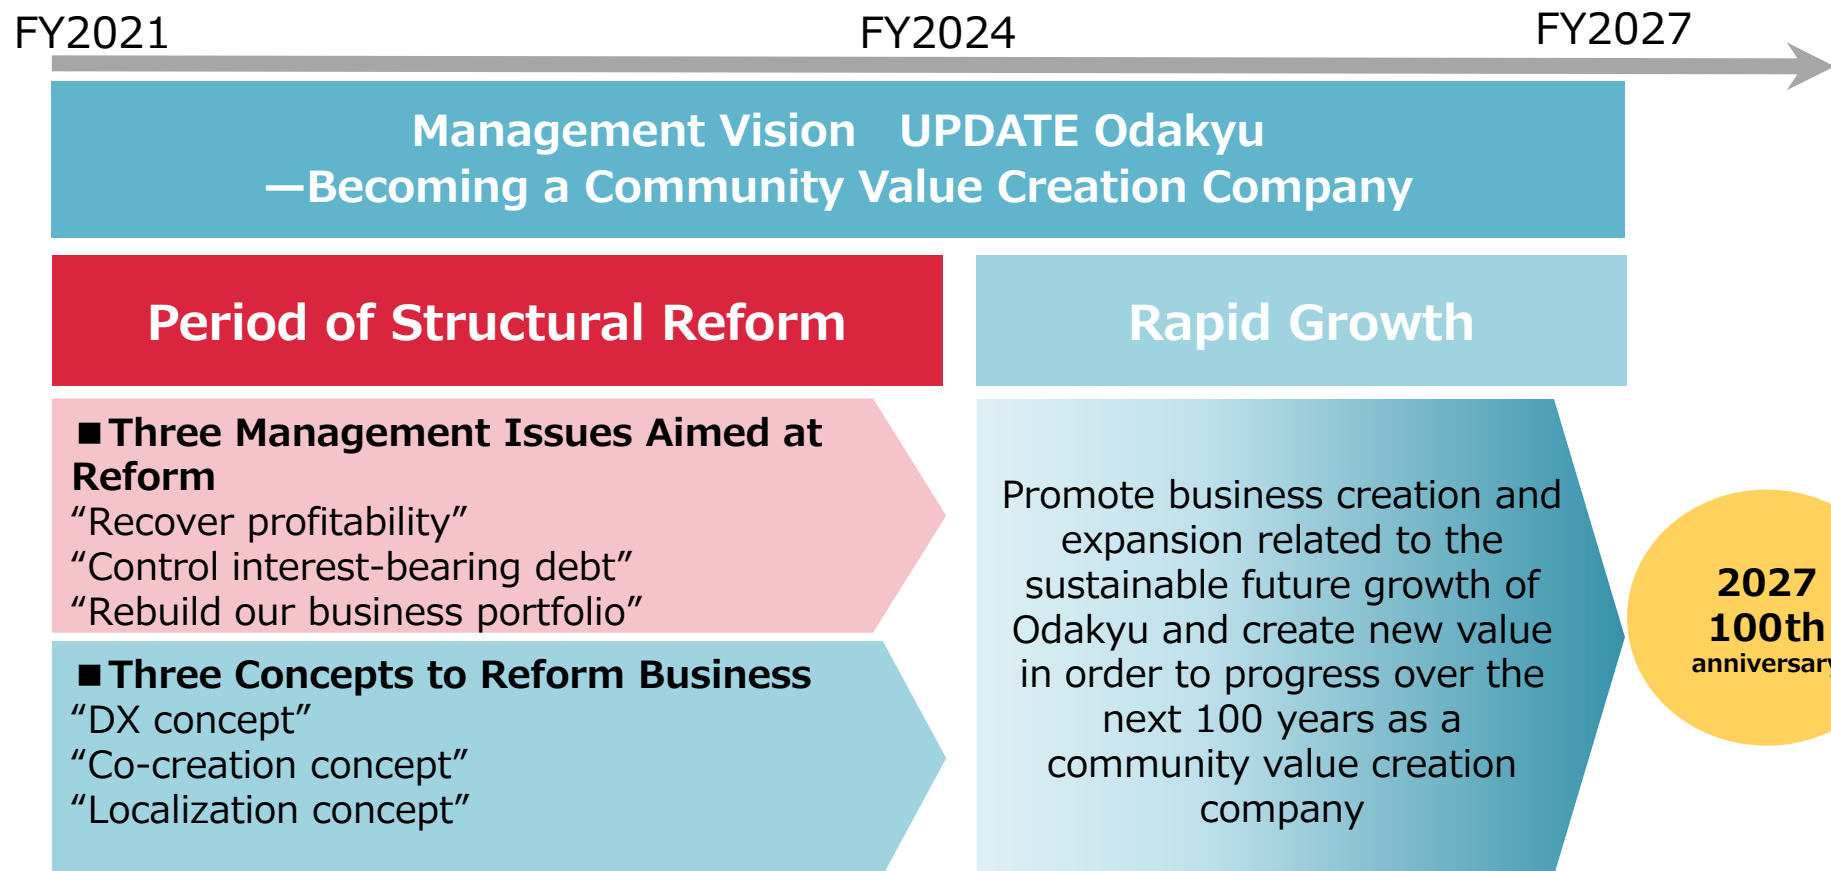 FY2021
FY2024
FY2027
Management Vision UPDATE Odakyu
—Becoming a Community Value Creation Company
Period of Structural Reform
Rapid Growth
■Three Management Issues Aimed at
Reform
“Recover profitability”
“Control interest-bearing debt”
“Rebuild our business portfolio”
■Three Concepts to Reform Business
“DX concept”
“Co-creation concept”
“Localization concept”
Promote business creation and
expansion related to the
sustainable future growth of
Odakyu and create new value
in order to progress over the
next 100 years as a
community value creation
company
2027
100th
anniversary